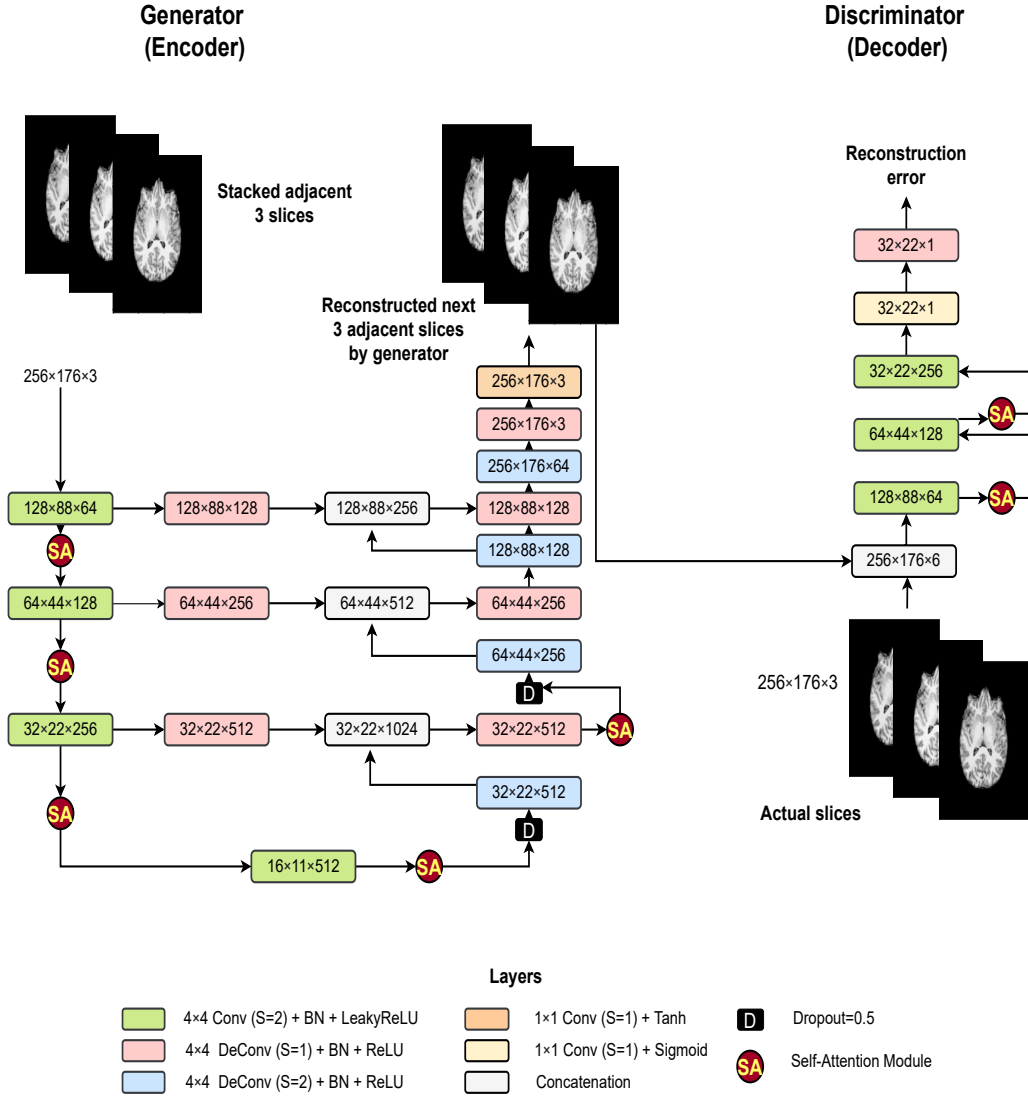 Generator
(Encoder)
Discriminator
(Decoder)
Stacked adjacent
3 slices
Reconstructed next
3 adjacent slices
by generator
Reconstruction
error
32×22×1
32×22×1
32×22×256
64×44×128
SA
128×88×64
SA
256×176×6
256×176×3
Actual slices
256×176×3
256×176×3
256×176×3
256×176×64
128×88×64
128×88×128
128×88×256
128×88×128
SA
128×88×128
64×44×128
64×44×256
64×44×512
64×44×256
SA
64×44×256
D
32×22×256
32×22×512
32×22×1024
32×22×512
SA
32×22×512
SA
D
16×11×512
SA
Layers
4×4 Conv (S=2) + BN + LeakyReLU
4×4 DeConv (S=1) + BN + ReLU
4×4 DeConv (S=2) + BN + ReLU
1×1 Conv (S=1) + Tanh
1×1 Conv (S=1) + Sigmoid
Concatenation
D Dropout=0.5
SA Self-Attention Module